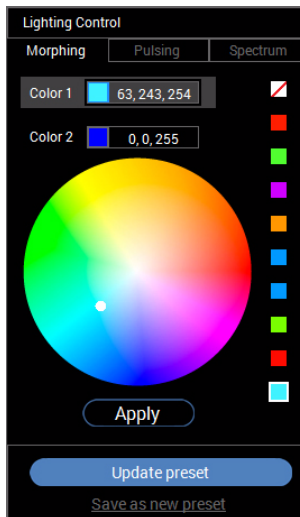 Lighting Control
Morphing Pulsing Spectrum
Color 1 63, 243, 254
Color 2 0, 0, 255
Apply
Update preset
Save as new preset